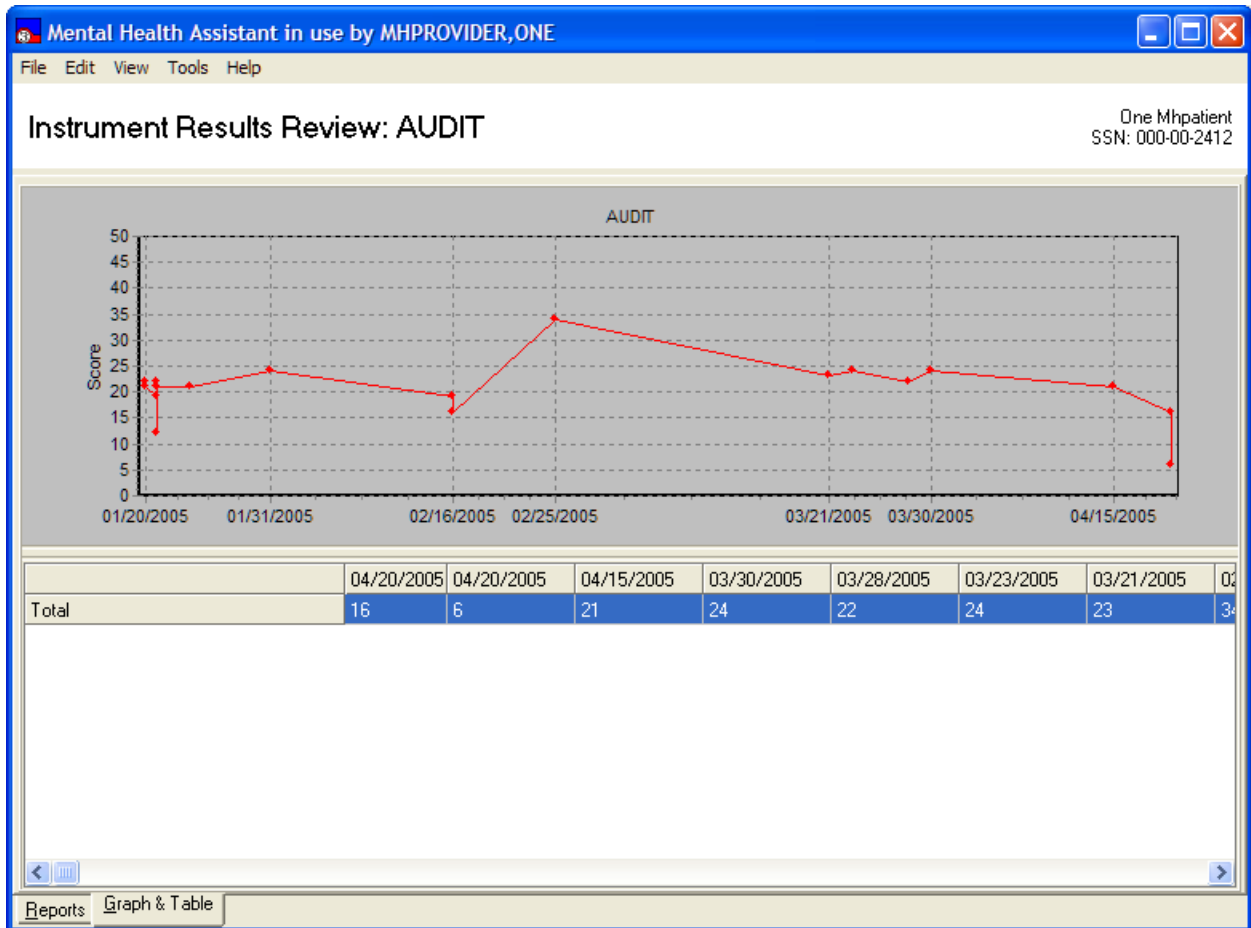 Mental Health Assistant in use by MHPROVIDER,ONE
File Edit View Tools Help
Instrument Results Review: AUDIT
One Mhpatient
SSN: 000-00-2412
AUDIT
50
45
40
35
30
25
20
15
10
5
0
Score
01/20/2005 01/31/2005 02/16/2005 02/25/2005 03/21/2005 03/30/2005 04/15/2005
04/20/2005 04/20/2005 04/15/2005 03/30/2005 03/28/2005 03/23/2005 03/21/2005
Total 16 6 21 24 22 24 23 34
Reports Graph & Table